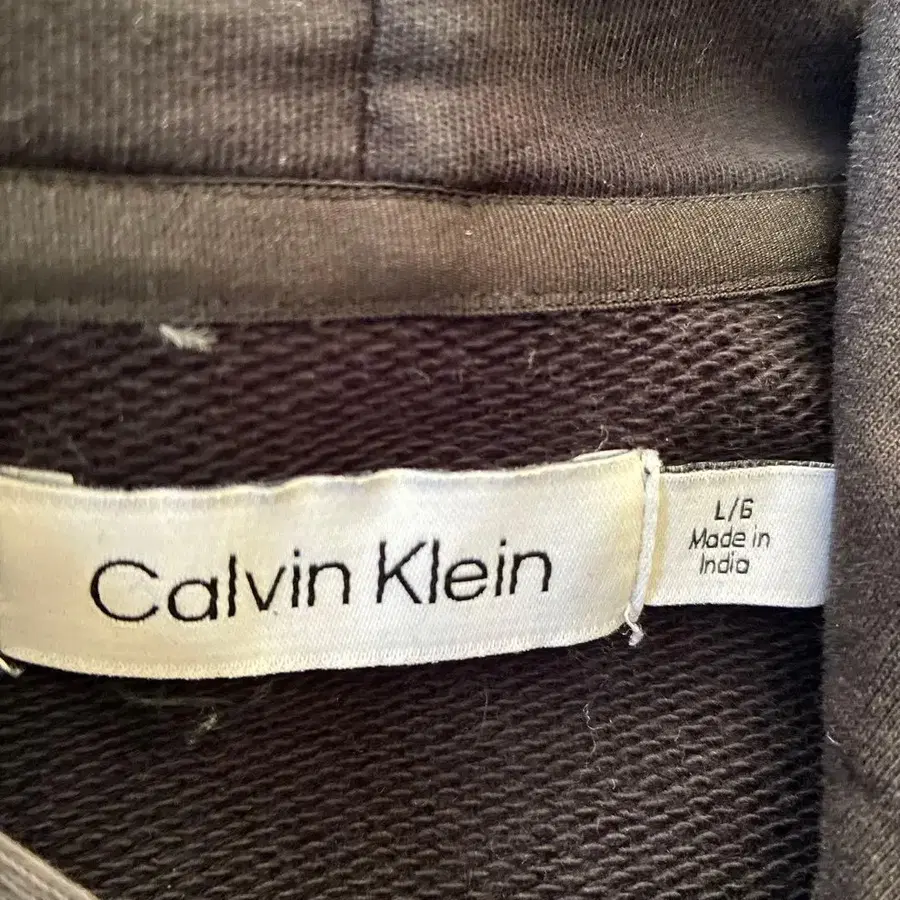 Calvin Klein
L/G
Made in
India